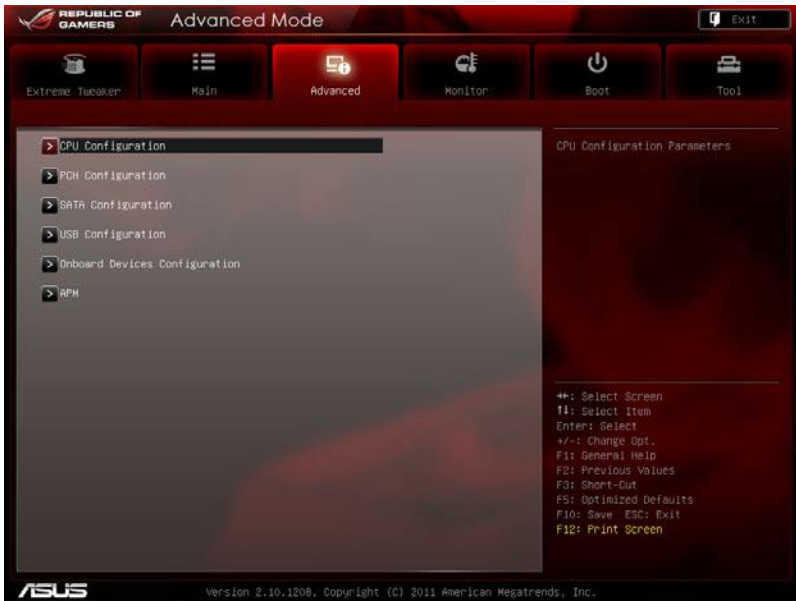 REPUBLIC OF
GAMERS
Advanced Mode
Exit
Extreme Tweaker
Main
Advanced
Monitor
Boot
Tool
CPU Configuration
PCH Configuration
SATA Configuration
USB Configuration
Onboard Devices Configuration
APM
CPU Configuration Parameters
→←: Select Screen
↑↓: Select Item
Enter: Select
+/-: Change Opt.
F1: General Help
F2: Previous Values
F3: Short-Cut
F5: Optimized Defaults
F10: Save ESC: Exit
F12: Print Screen
ASUS
Version 2.10.1208. Copyright (C) 2011 American Megatrends, Inc.